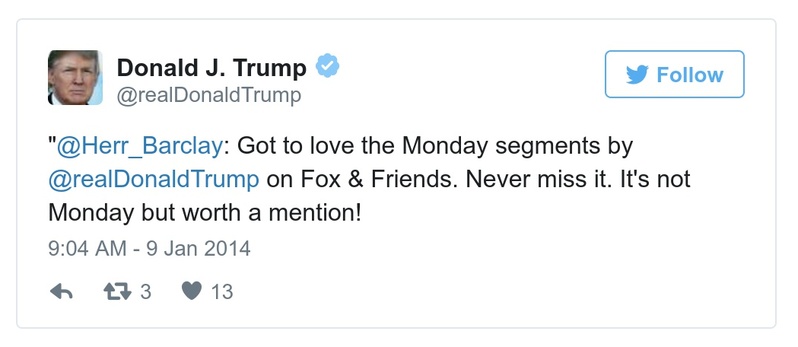 Donald J. Trump
@realDonaldTrump
Follow
"@Herr_Barclay: Got to love the Monday segments by
@realDonaldTrump on Fox & Friends. Never miss it. It's not
Monday but worth a mention!
9:04 AM - 9 Jan 2014
3
13